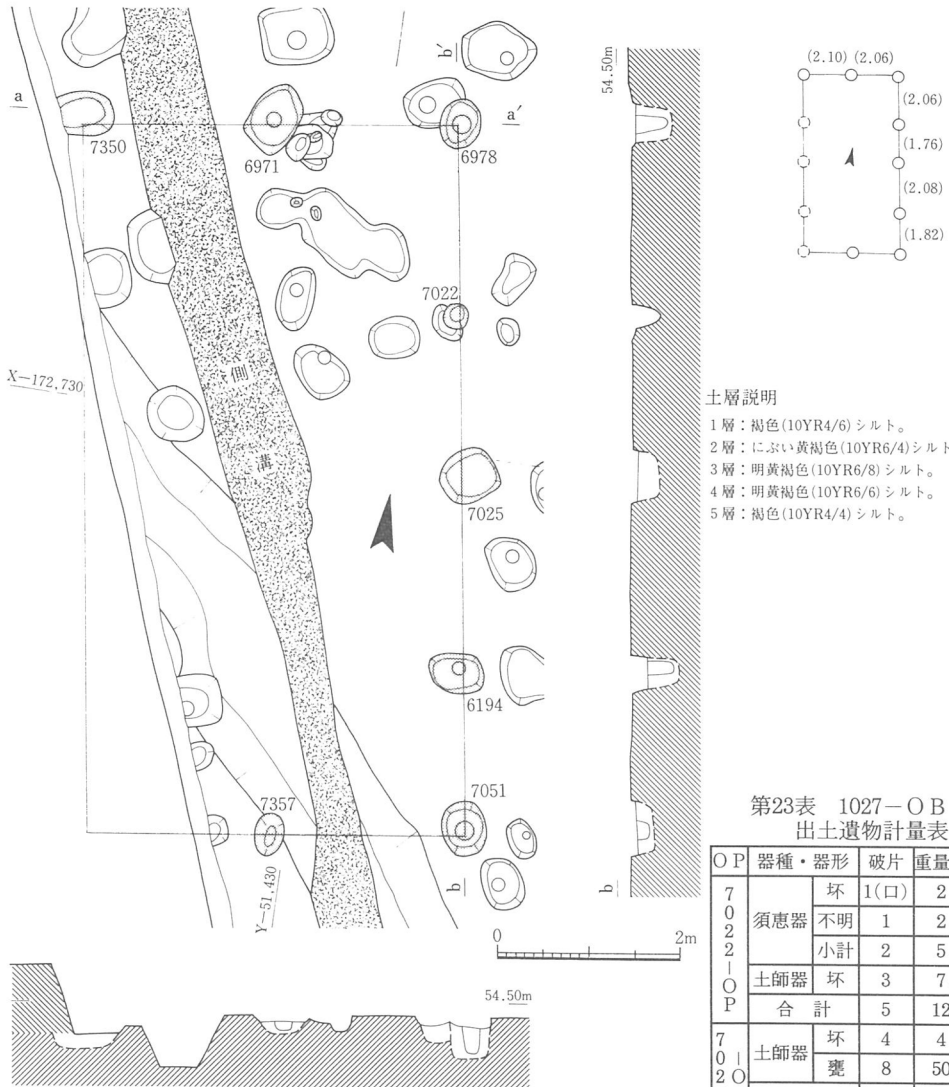 a
7350
6971
b′
a′
6978
7022
X−172.730
側溝
7025
6194
7051
7357
Y−51.430
b
0 2m
54.50m
b
54.50m
(2.10) (2.06)
(2.06)
(1.76)
(2.08)
(1.82)
土層説明
1層：褐色(10YR4/6)シルト。
2層：にぶい黄褐色(10YR6/4)シルト
3層：明黄褐色(10YR6/8)シルト。
4層：明黄褐色(10YR6/6)シルト。
5層：褐色(10YR4/4)シルト。
第23表 1027−OB
出土遺物計量表
OP 器種・器形 破片 重量
7022−OP 須恵器 坏 1(口) 2
不明 1 2
小計 2 5
土師器 坏 3 7
合計 5 12
702−O 土師器 坏 4 4
甕 8 50